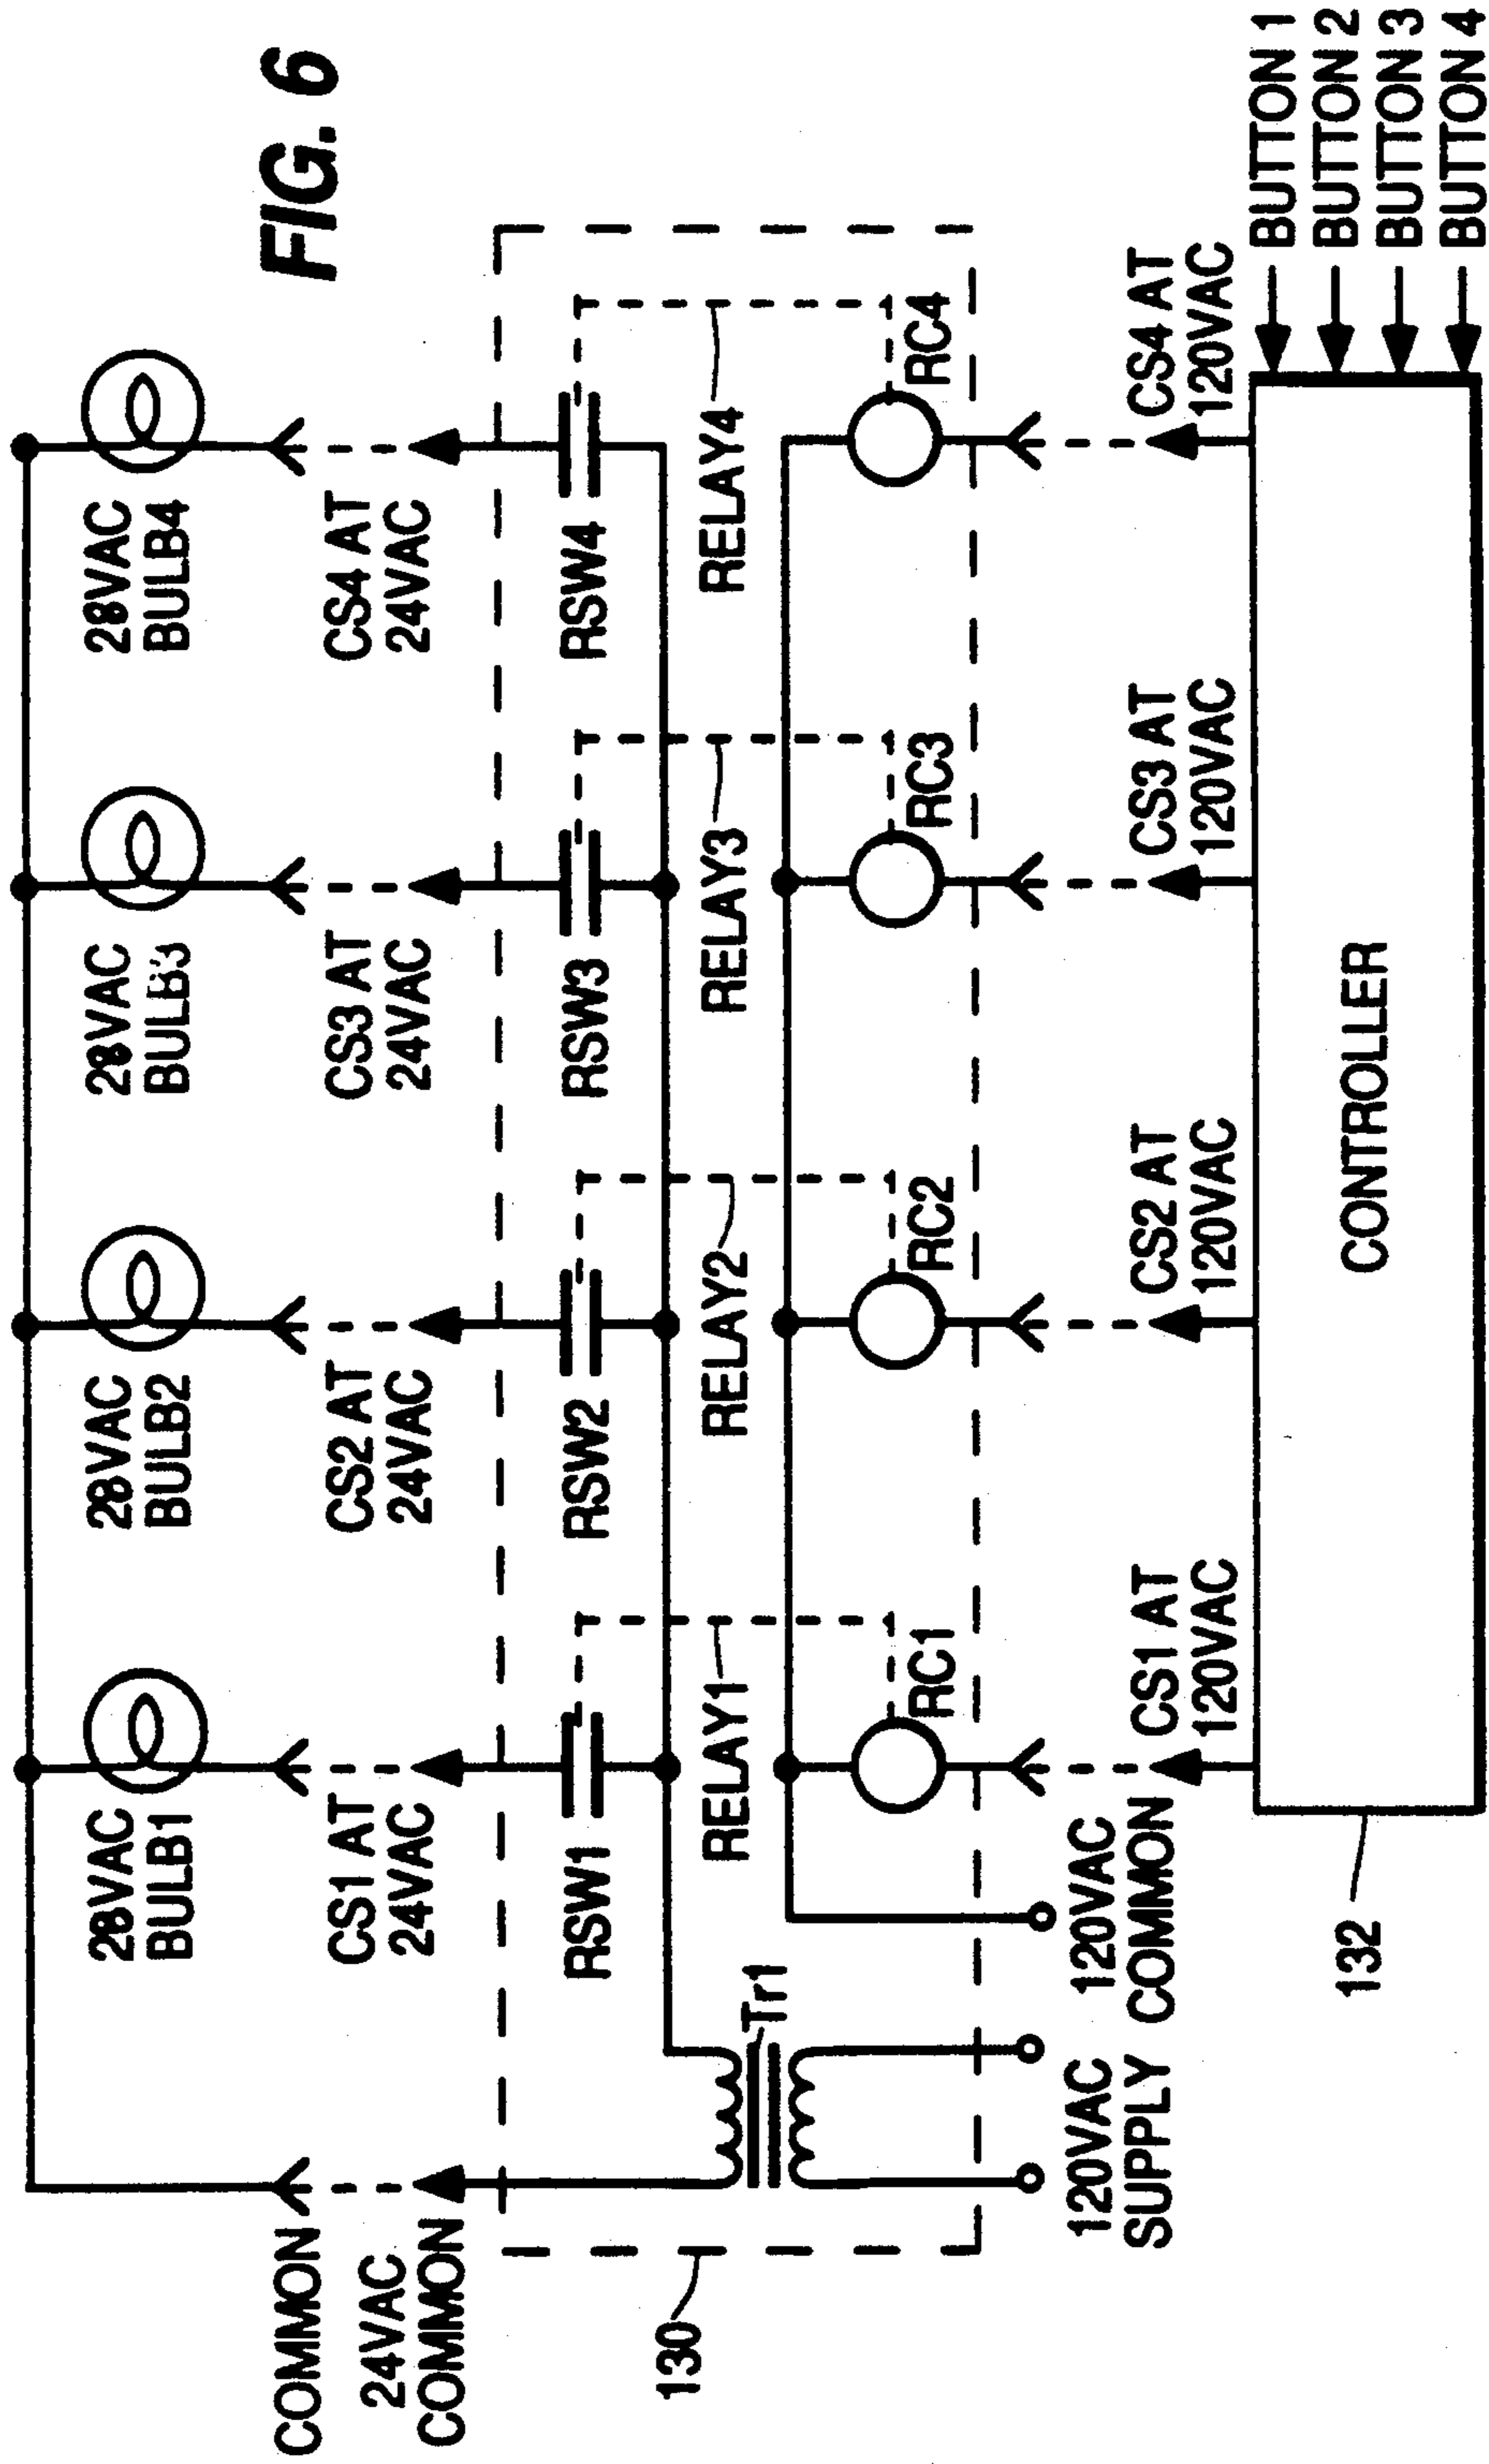 FIG. 6
28VAC
BULB1
28VAC
BULB2
28VAC
BULB3
28VAC
BULB4
COMMON
24VAC
COMMON
CS1 AT
24VAC
CS2 AT
24VAC
CS3 AT
24VAC
CS4 AT
24VAC
130
RSW1
RSW2
RSW3
RSW4
Tr1
RELAY1
RELAY2
RELAY3
RELAY4
RC1
RC2
RC3
RC4
120VAC
SUPPLY
120VAC
COMMON
CS1 AT
120VAC
CS2 AT
120VAC
CS3 AT
120VAC
CS4 AT
120VAC
132
CONTROLLER
BUTTON 1
BUTTON 2
BUTTON 3
BUTTON 4